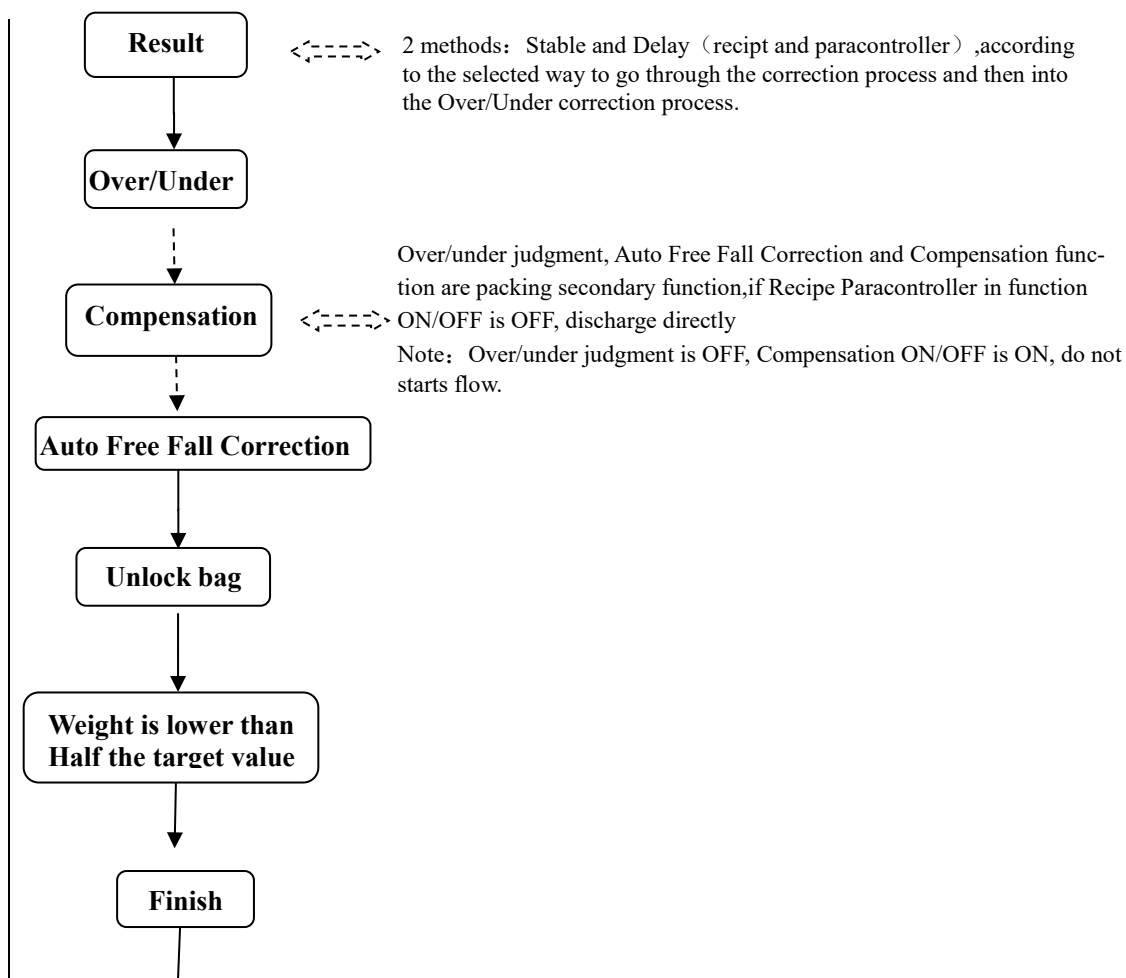 Result
2 methods：Stable and Delay（recipt and paracontroller）,according
to the selected way to go through the correction process and then into
the Over/Under correction process.
Over/Under
Over/under judgment, Auto Free Fall Correction and Compensation func-
tion are packing secondary function,if Recipe Paracontroller in function
Compensation
ON/OFF is OFF, discharge directly
Note：Over/under judgment is OFF, Compensation ON/OFF is ON, do not
starts flow.
Auto Free Fall Correction
Unlock bag
Weight is lower than
Half the target value
Finish